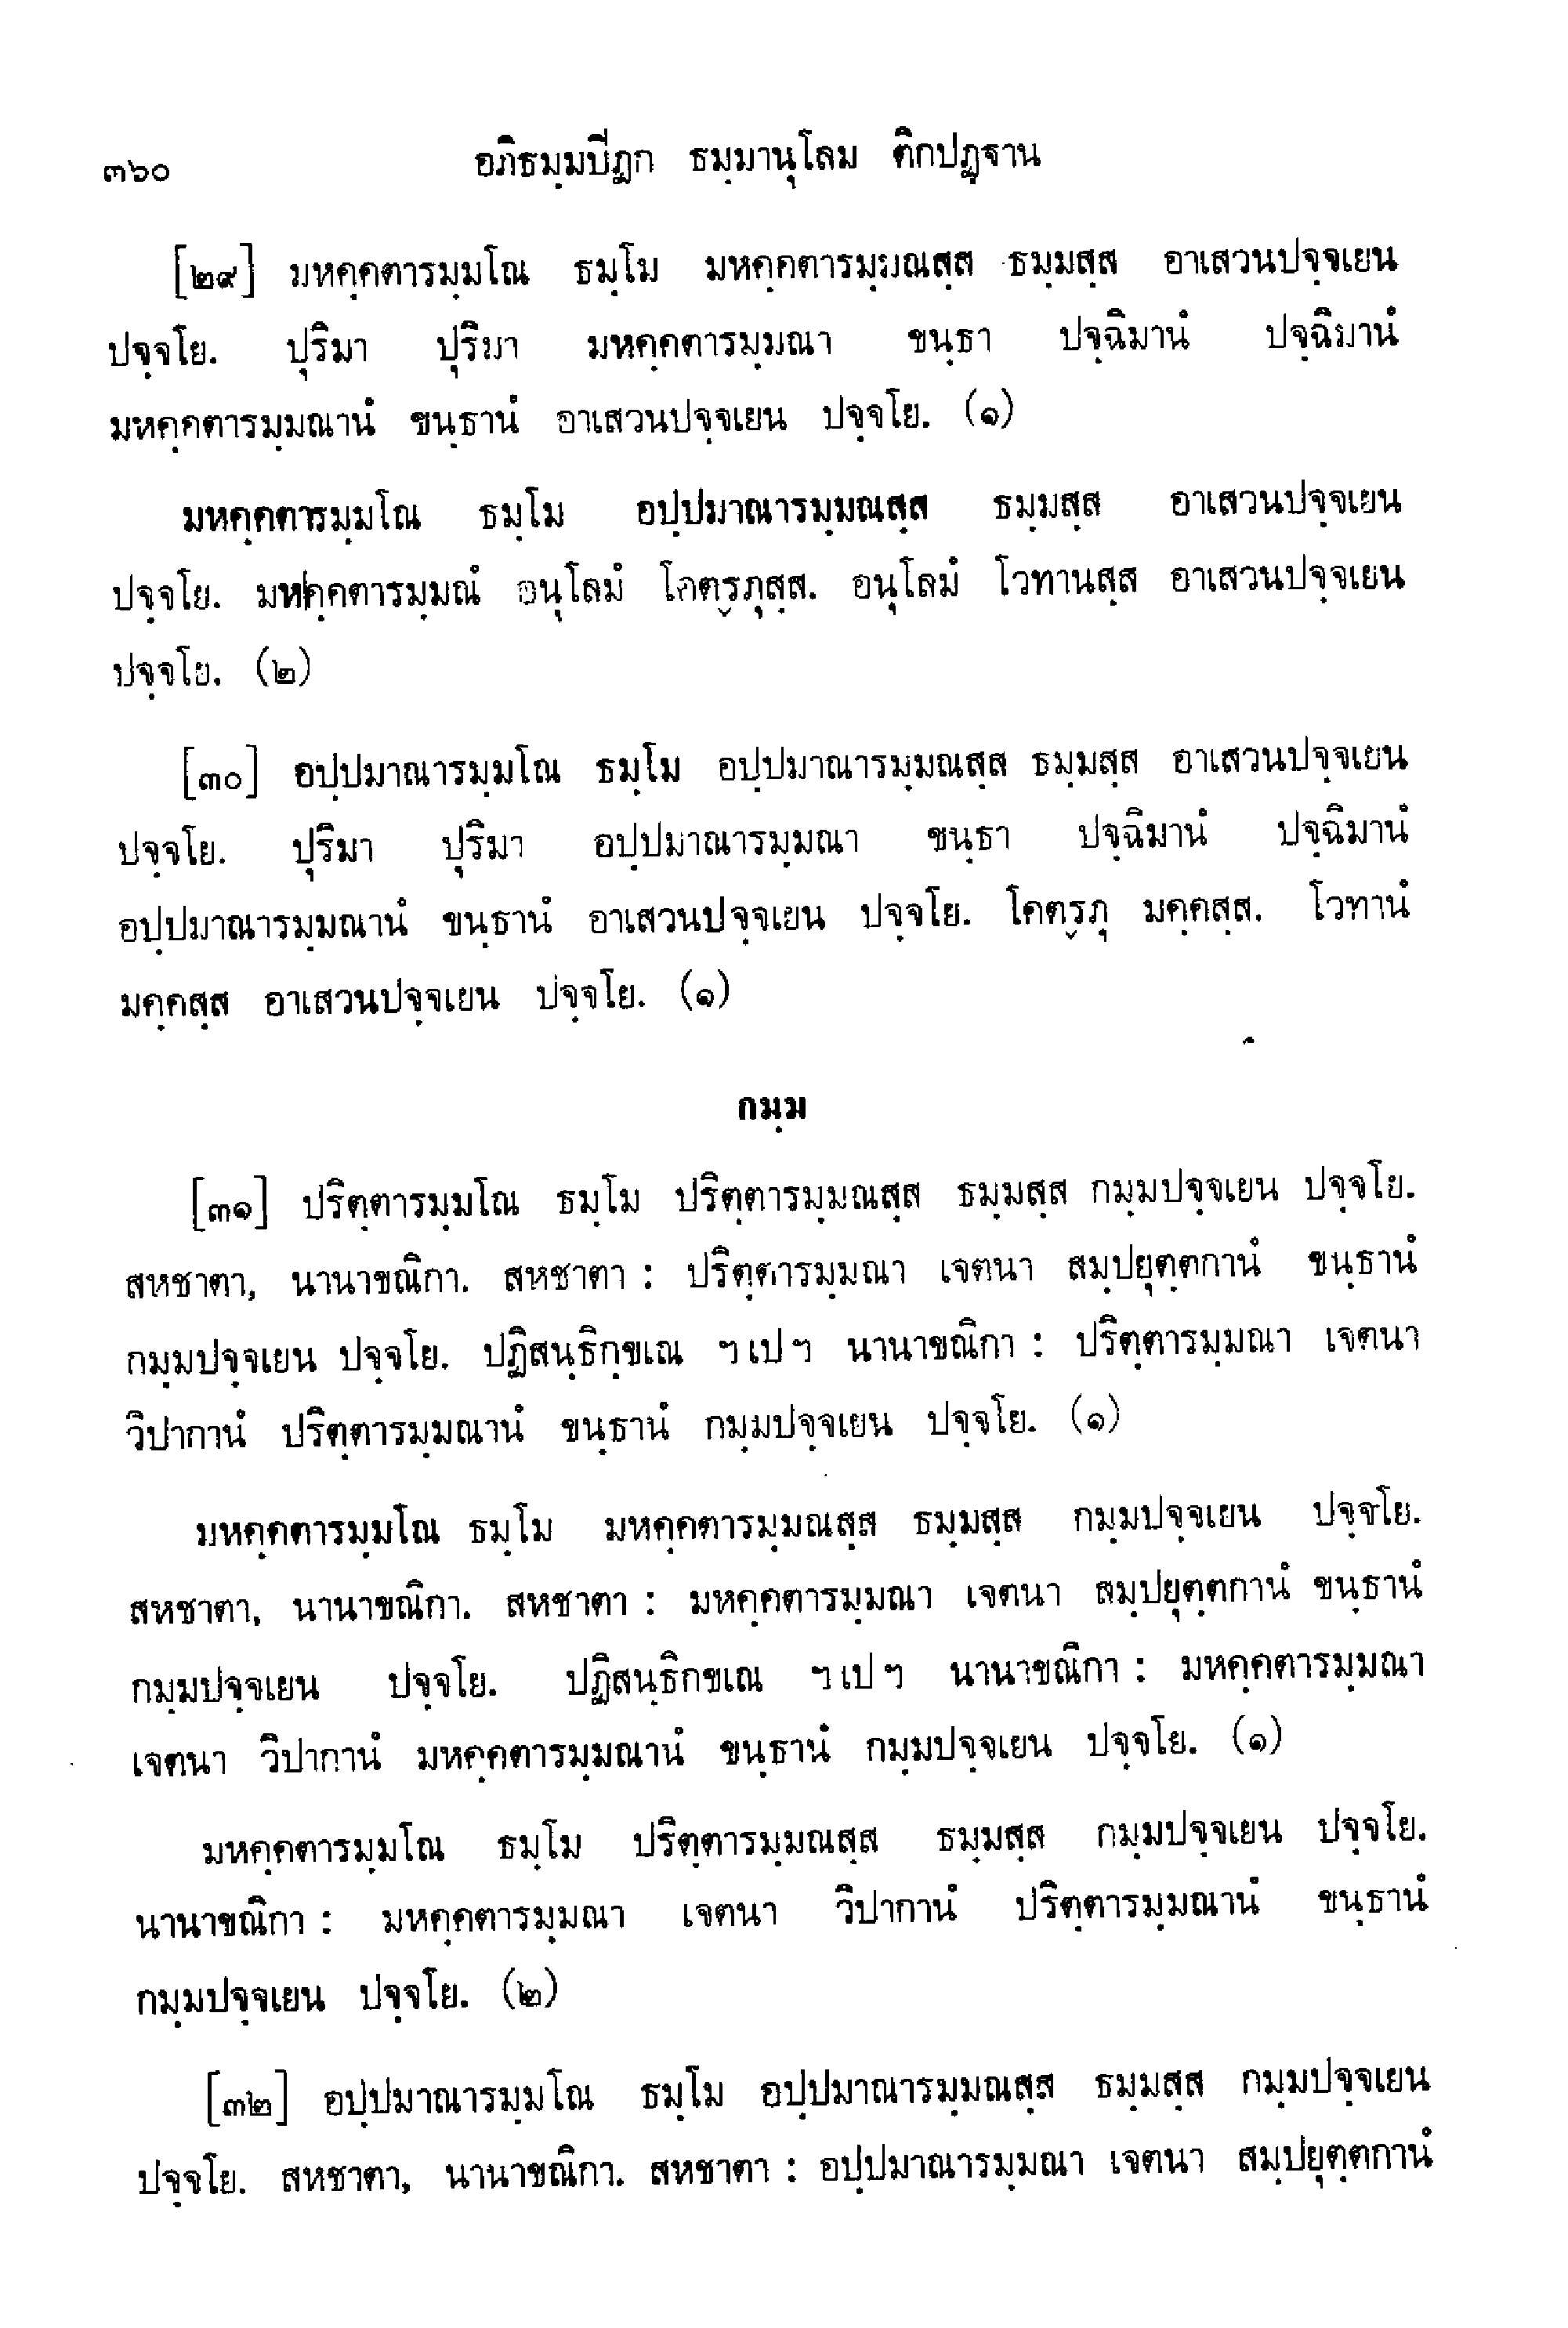 ๓๖๐ อภิธมฺมปิฎก ธมฺมานุโลม ติกปฏฺฐาน
[๒๙] มหคฺคตารมฺมโณ ธมฺโม มหคฺคตารมฺมณสฺส ธมฺมสฺส อาเสวนปจฺจเยน
ปจฺจโย. ปุริมา ปุริมา มหคฺคตารมฺมณา ขนฺธา ปจฺฉิมานํ ปจฺฉิมานํ
มหคฺคตารมฺมณานํ ขนฺธานํ อาเสวนปจฺจเยน ปจฺจโย. (๑)
มหคฺคตารมฺมโณ ธมฺโม อปฺปมาณารมฺมณสฺส ธมฺมสฺส อาเสวนปจฺจเยน
ปจฺจโย. มหคฺคตารมฺมณํ อนุโลมํ โคตฺรภุสฺส. อนุโลมํ โวทานสฺส อาเสวนปจฺจเยน
ปจฺจโย. (๒)
[๓๐] อปฺปมาณารมฺมโณ ธมฺโม อปฺปมาณารมฺมณสฺส ธมฺมสฺส อาเสวนปจฺจเยน
ปจฺจโย. ปุริมา ปุริมา อปฺปมาณารมฺมณา ขนฺธา ปจฺฉิมานํ ปจฺฉิมานํ
อปฺปมาณารมฺมณานํ ขนฺธานํ อาเสวนปจฺจเยน ปจฺจโย. โคตฺรภุ มคฺคสฺส. โวทานํ
มคฺคสฺส อาเสวนปจฺจเยน ปจฺจโย. (๑)
กมฺม
[๓๑] ปริตฺตารมฺมโณ ธมฺโม ปริตฺตารมฺมณสฺส ธมฺมสฺส กมฺมปจฺจเยน ปจฺจโย.
สหชาตา, นานาขณิกา. สหชาตา : ปริตฺตารมฺมณา เจตนา สมฺปยุตฺตกานํ ขนฺธานํ
กมฺมปจฺจเยน ปจฺจโย. ปฏิสนฺธิกฺขเณ ฯเปฯ นานาขณิกา : ปริตฺตารมฺมณา เจตนา
วิปากานํ ปริตฺตารมฺมณานํ ขนฺธานํ กมฺมปจฺจเยน ปจฺจโย. (๑)
มหคฺคตารมฺมโณ ธมฺโม มหคฺคตารมฺมณสฺส ธมฺมสฺส กมฺมปจฺจเยน ปจฺจโย.
สหชาตา, นานาขณิกา. สหชาตา : มหคฺคตารมฺมณา เจตนา สมฺปยุตฺตกานํ ขนฺธานํ
กมฺมปจฺจเยน ปจฺจโย. ปฏิสนฺธิกขเณ ฯเปฯ นานาขณิกา : มหคฺคตารมฺมณา
เจตนา วิปากานํ มหคฺคตารมฺมณานํ ขนฺธานํ กมฺมปจฺจเยน ปจฺจโย. (๑)
มหคฺคตารมฺมโณ ธมฺโม ปริตฺตารมฺมณสฺส ธมฺมสฺส กมฺมปจฺจเยน ปจฺจโย.
นานาขณิกา : มหคฺคตารมฺมณา เจตนา วิปากานํ ปริตฺตารมฺมณานํ ขนฺธานํ
กมฺมปจฺจเยน ปจฺจโย. (๒)
[๓๒] อปฺปมาณารมฺมโณ ธมฺโม อปฺปมาณารมฺมณสฺส ธมฺมสฺส กมฺมปจฺจเยน
ปจฺจโย. สหชาตา, นานาขณิกา. สหชาตา : อปฺปมาณารมฺมณา เจตนา สมฺปยุตฺตกานํ